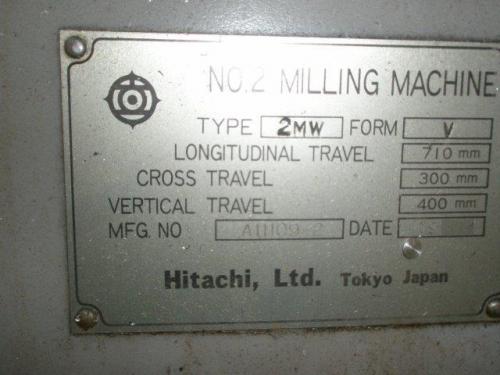 NO.2 MILLING MACHINE
TYPE 2MW FORM V
LONGITUDINAL TRAVEL 710 mm
CROSS TRAVEL 300 mm
VERTICAL TRAVEL 400 mm
MFG. NO DATE
Hitachi, Ltd. Tokyo Japan